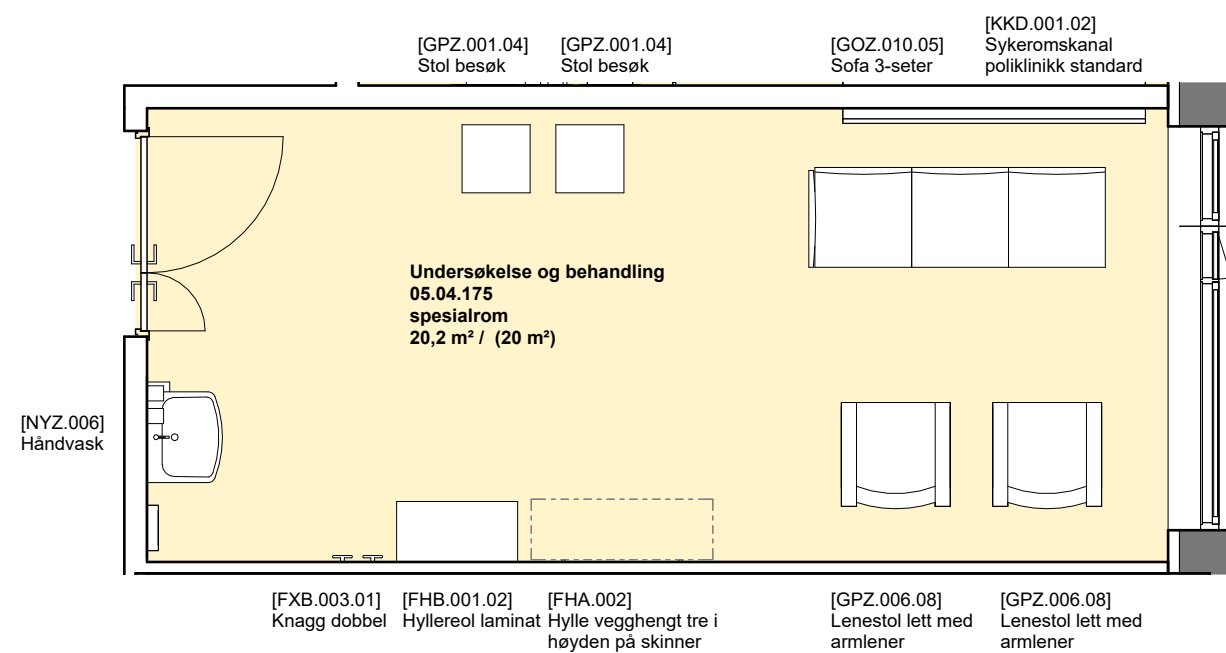 [GPZ.001.04]
Stol besøk
[GPZ.001.04]
Stol besøk
[GOZ.010.05]
Sofa 3-seter
[KKD.001.02]
Sykeromskanal
poliklinikk standard
Undersøkelse og behandling
05.04.175
spesialrom
20,2 m² / (20 m²)
[NYZ.006]
Håndvask
[FXB.003.01]
Knagg dobbel
[FHB.001.02]
Hyllereol laminat
[FHA.002]
Hylle vegghengt tre i
høyden på skinner
[GPZ.006.08]
Lenestol lett med
armlener
[GPZ.006.08]
Lenestol lett med
armlener